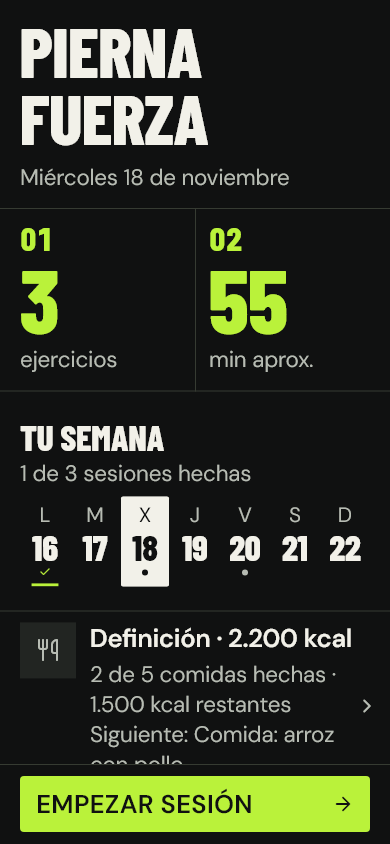 PIERNA
FUERZA
Miércoles 18 de noviembre
01
3
ejercicios
02
55
min aprox.
TU SEMANA
1 de 3 sesiones hechas
L M X J V S D
16 17 18 19 20 21 22
Definición · 2.200 kcal
2 de 5 comidas hechas ·
1.500 kcal restantes
Siguiente: Comida: arroz
con pollo
EMPEZAR SESIÓN